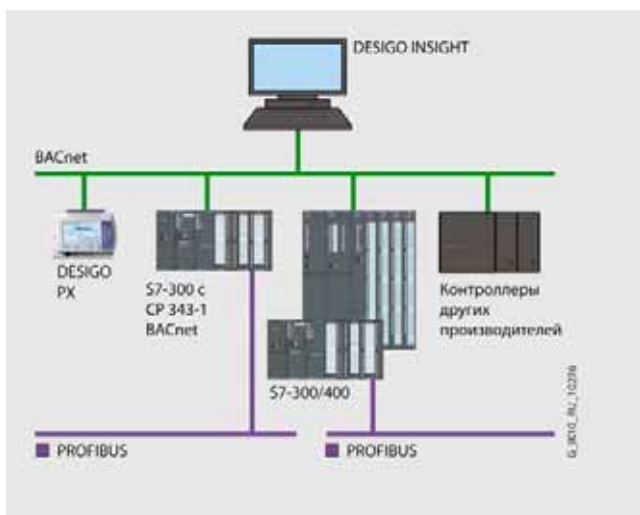 DESIGO INSIGHT
BACnet
DESIGO
PX
S7-300 с
CP 343-1
BACnet
S7-300/400
Контроллеры
других
производителей
PROFIBUS
PROFIBUS